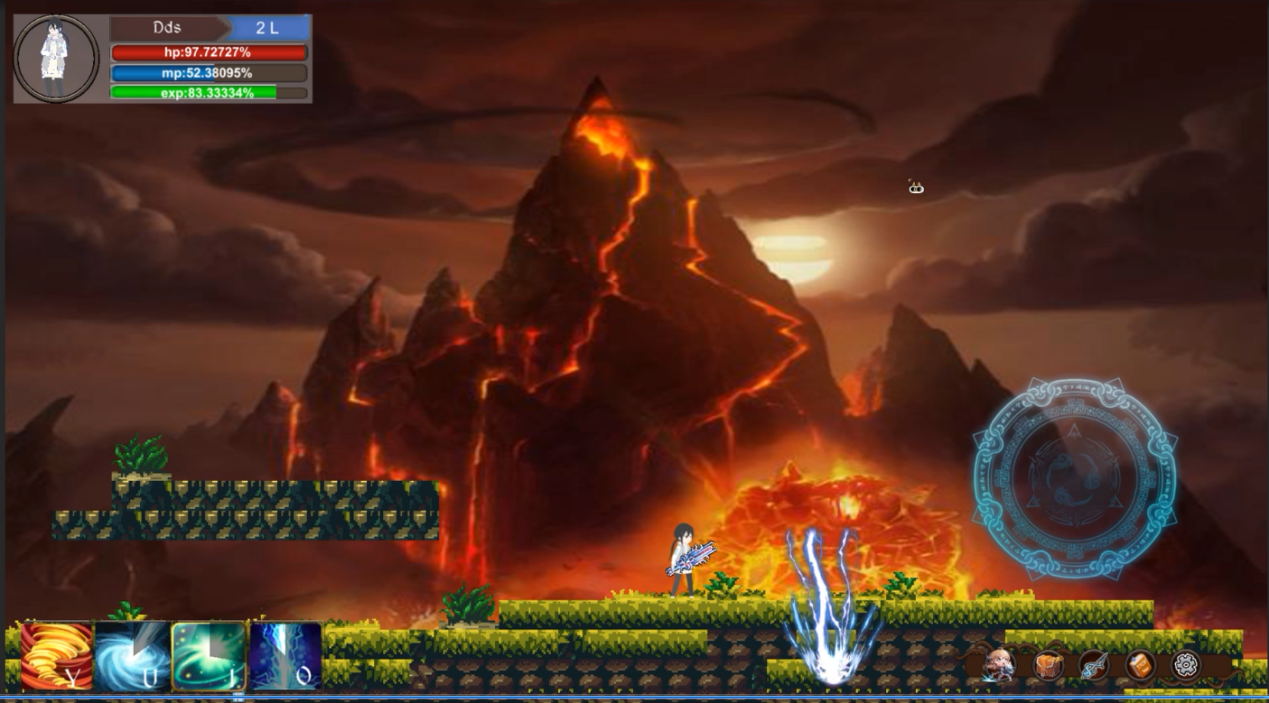 Dds
2 L
hp:97.72727%
mp:52.38095%
exp:83.33334%
Y
U
I
O